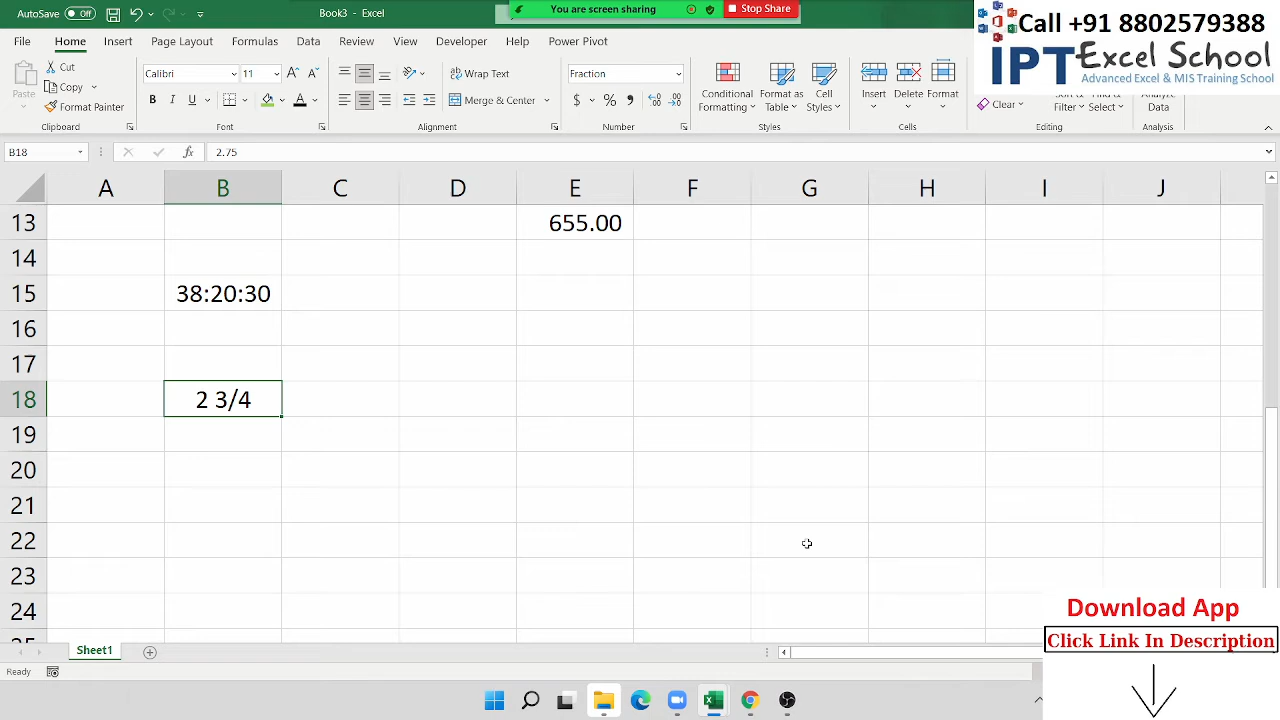 AutoSave Off
Book3 - Excel
You are screen sharing
Stop Share
Call +91 8802579388
IPT Excel School
Advanced Excel & MIS Training School
File Home Insert Page Layout Formulas Data Review View Developer Help Power Pivot
Paste
Cut
Copy
Format Painter
Clipboard
Calibri 11
B I U
Font
Wrap Text
Merge & Center
Alignment
Fraction
$ % ,
Number
Conditional Formatting
Format as Table
Cell Styles
Styles
Insert Delete Format
Cells
Clear
Filter Select
Editing
Data
Analysis
B18 fx 2.75
A B C D E F G H I J
13 655.00
14
15 38:20:30
16
17
18 2 3/4
19
20
21
22
23
24
Sheet1
Ready
Download App
Click Link In Description